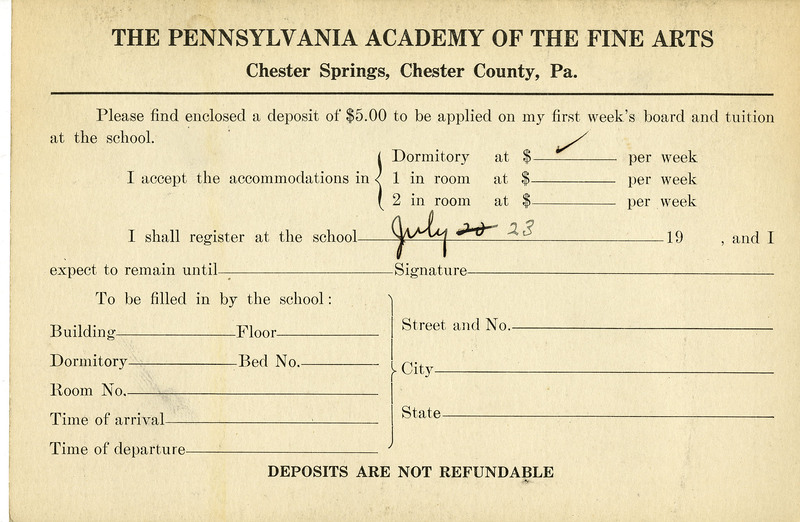 THE PENNSYLVANIA ACADEMY OF THE FINE ARTS
Chester Springs, Chester County, Pa.
Please find enclosed a deposit of $5.00 to be applied on my first week's board and tuition
at the school.
I accept the accommodations in
Dormitory at $ ✓ per week
1 in room at $ per week
2 in room at $ per week
I shall register at the school July 20 23 19 , and I
expect to remain until Signature
To be filled in by the school:
Building Floor
Dormitory Bed No.
Room No.
Time of arrival
Time of departure
Street and No.
City
State
DEPOSITS ARE NOT REFUNDABLE